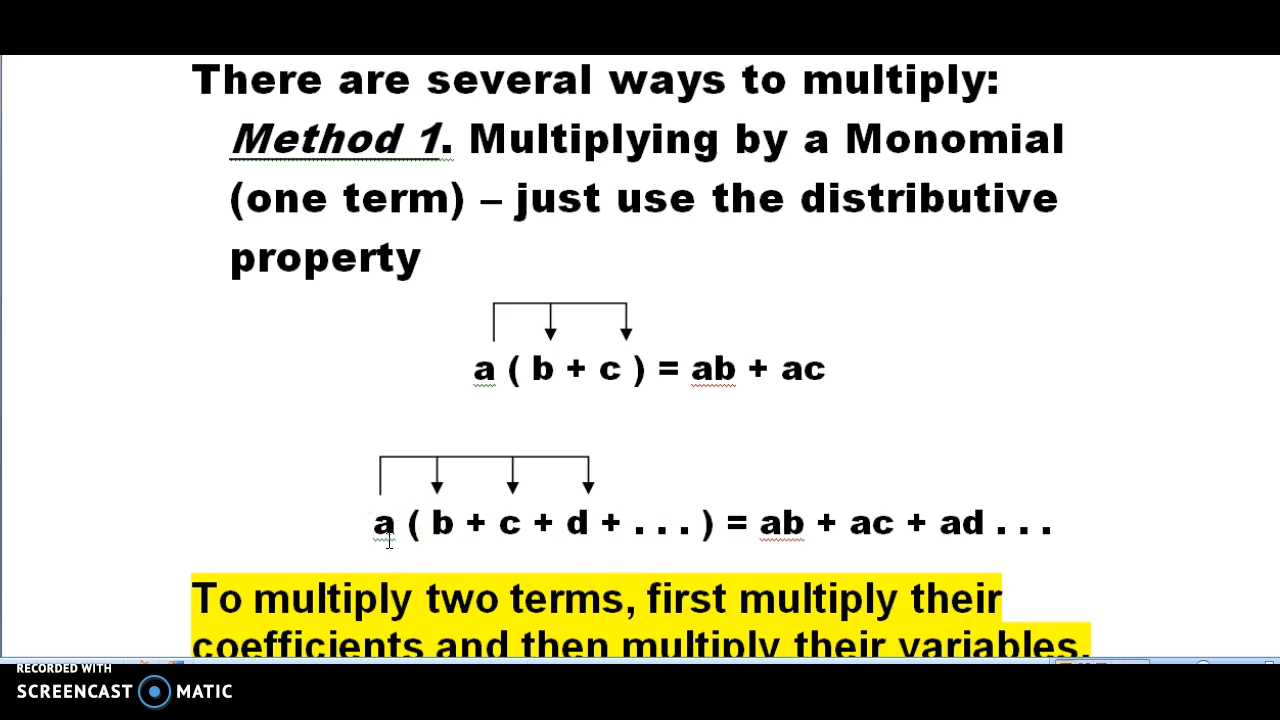 There are several ways to multiply:
Method 1. Multiplying by a Monomial
(one term) – just use the distributive
property
a ( b + c ) = ab + ac
a ( b + c + d + . . . ) = ab + ac + ad . . .
To multiply two terms, first multiply their
coefficients and then multiply their variables.
RECORDED WITH
SCREENCAST MATIC